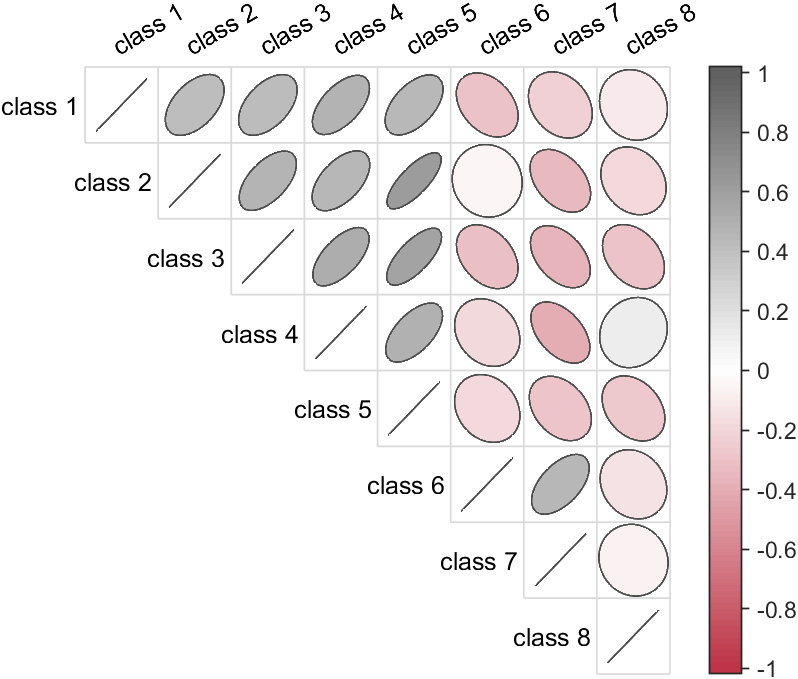 class 1
class 2
class 3
class 4
class 5
class 6
class 7
class 8
class 1
class 2
class 3
class 4
class 5
class 6
class 7
class 8
1
0.8
0.6
0.4
0.2
0
-0.2
-0.4
-0.6
-0.8
-1